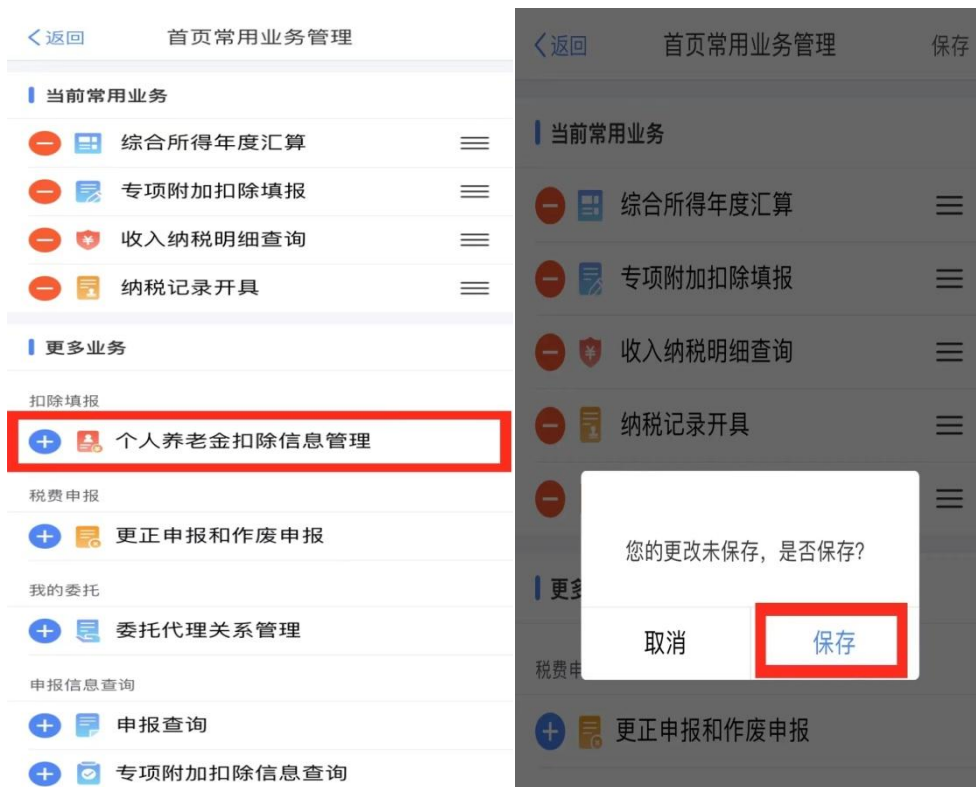 返回
首页常用业务管理
当前常用业务
综合所得年度汇算
专项附加扣除填报
收入纳税明细查询
纳税记录开具
更多业务
扣除填报
个人养老金扣除信息管理
税费申报
更正申报和作废申报
我的委托
委托代理关系管理
申报信息查询
申报查询
专项附加扣除信息查询
返回
首页常用业务管理
保存
当前常用业务
综合所得年度汇算
专项附加扣除填报
收入纳税明细查询
纳税记录开具
您的更改未保存，是否保存？
取消
保存
更多
税费申
更正申报和作废申报